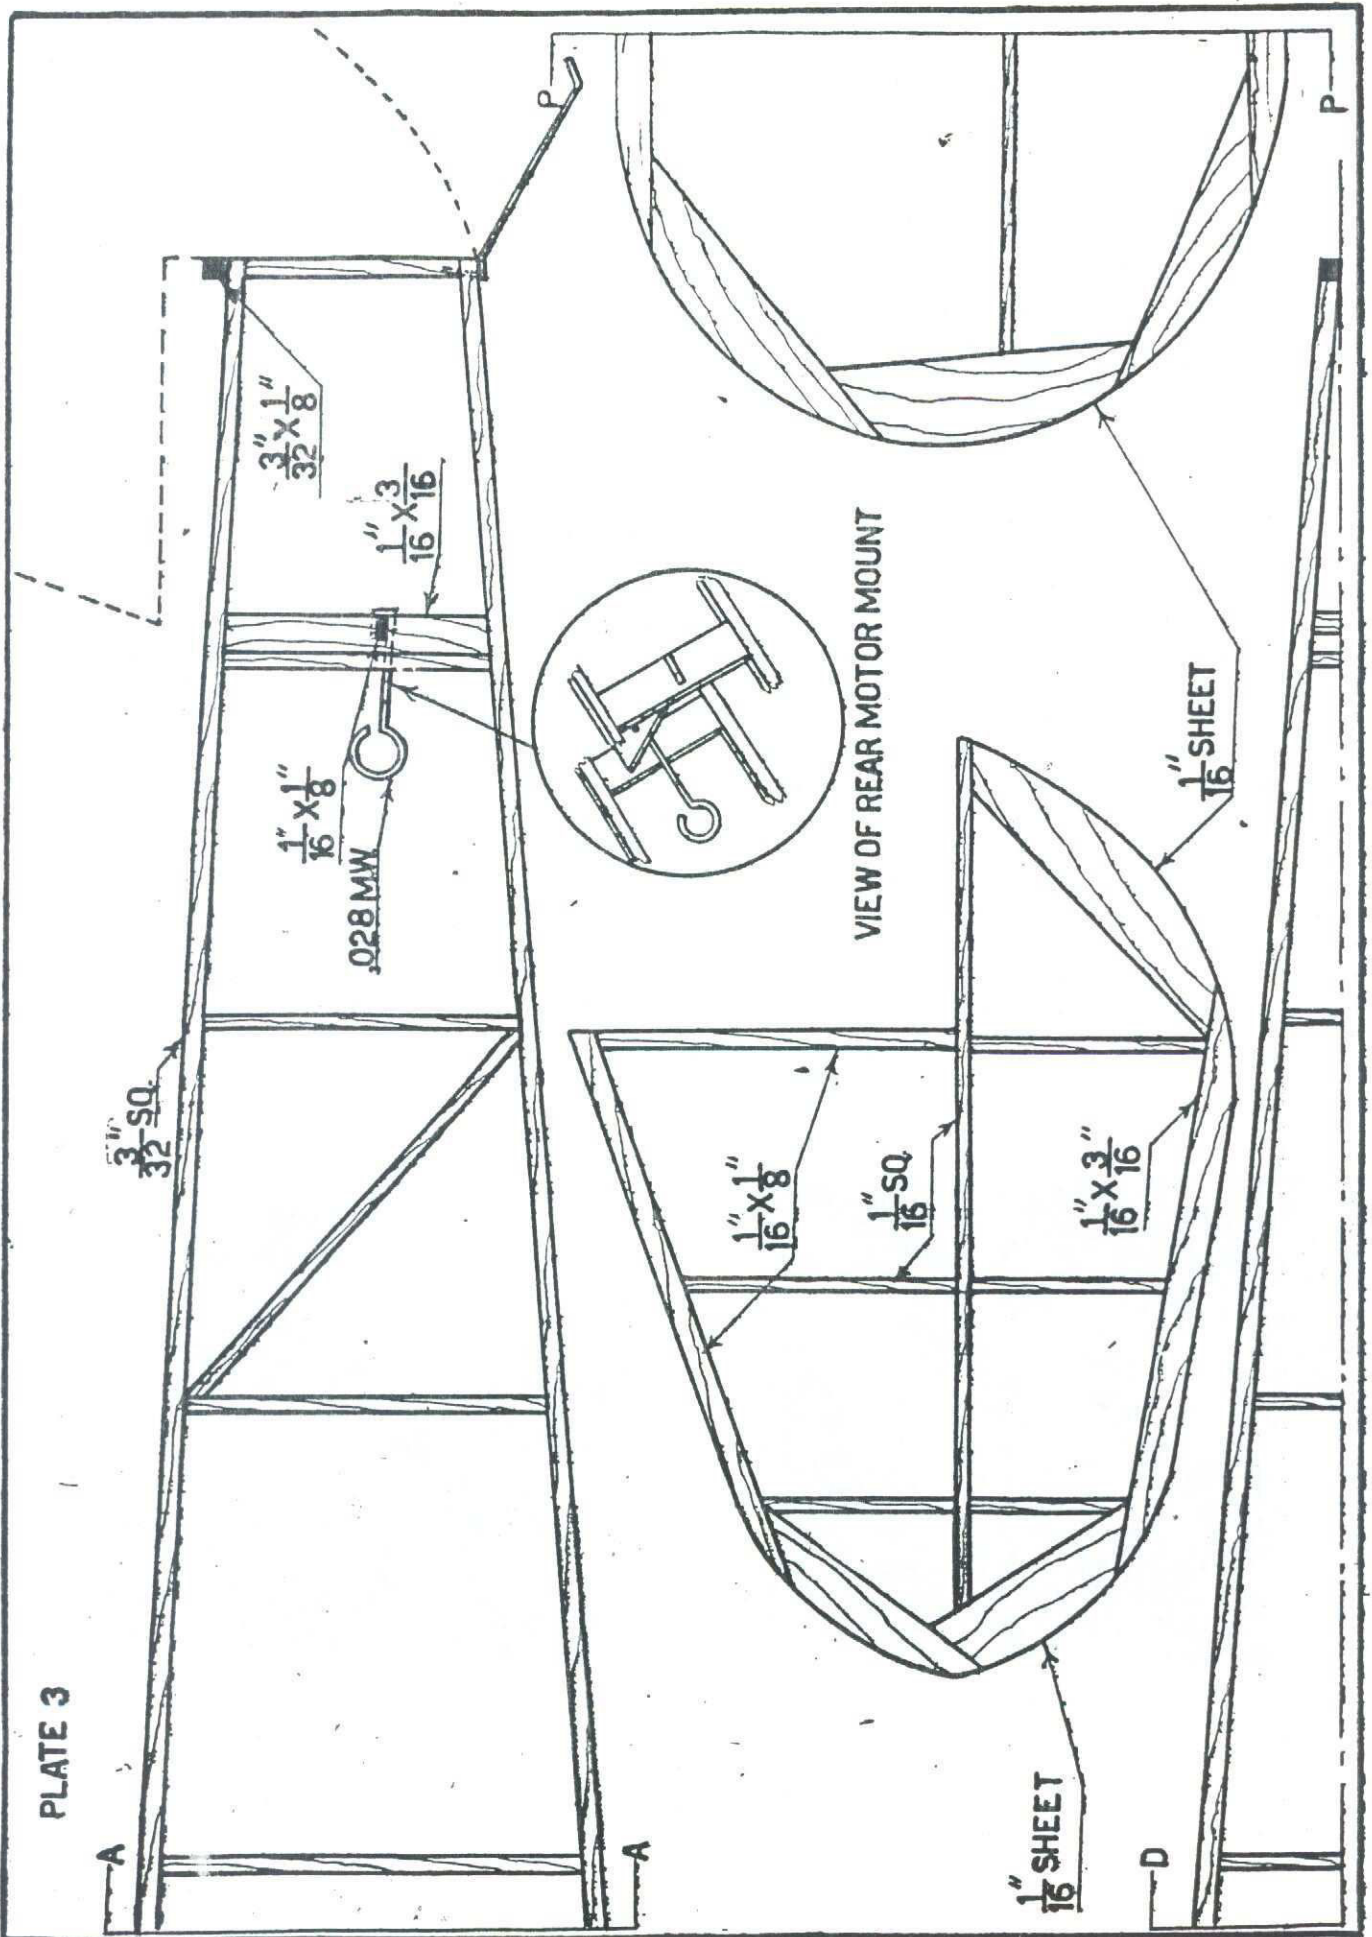 PLATE 3
A
A
D
P
P
3"/32 SQ.
3"/32 X 1"/8
1"/16 X 3/16
1"/16 X 1"/8
.028 MW
VIEW OF REAR MOTOR MOUNT
1"/16 X 1"/8
1"/16 SQ.
1"/16 X 3"/16
1"/16 SHEET
1"/16 SHEET